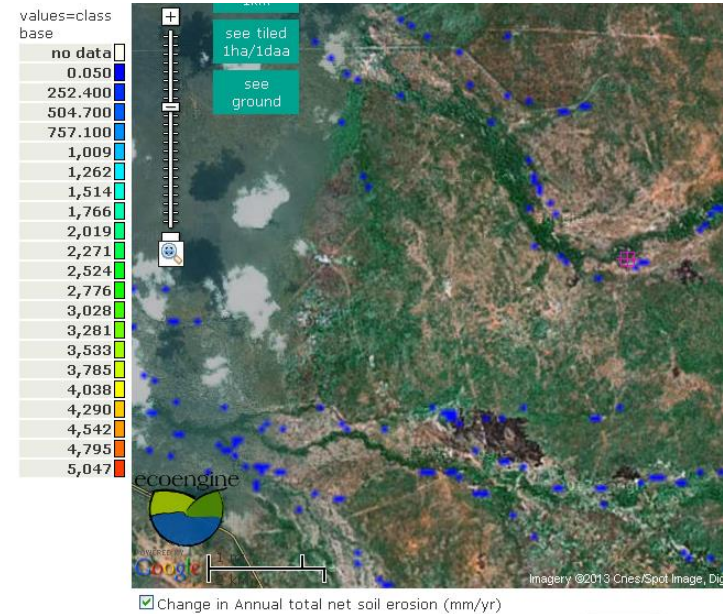 values=class
base
no data
0.050
252.400
504.700
757.100
1,009
1,262
1,514
1,766
2,019
2,271
2,524
2,776
3,028
3,281
3,533
3,785
4,038
4,290
4,542
4,795
5,047
1km
see tiled
1ha/1daa
see
ground
ecoengine
POWERED BY
Google
Imagery ©2013 Cnes/Spot Image, Dig
Change in Annual total net soil erosion (mm/yr)